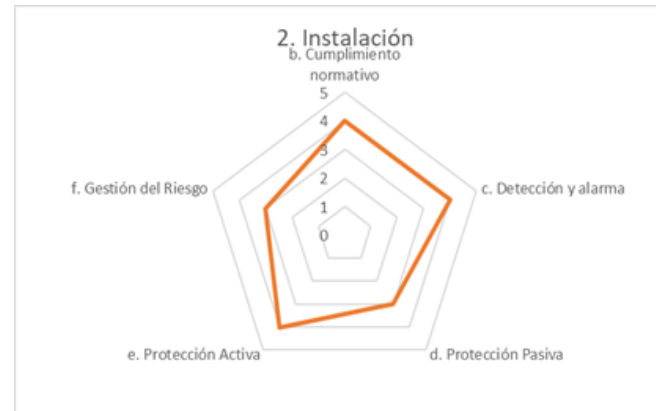 2. Instalación
b. Cumplimiento
normativo
5
4
3
2
1
0
f. Gestión del Riesgo
c. Detección y alarma
e. Protección Activa
d. Protección Pasiva